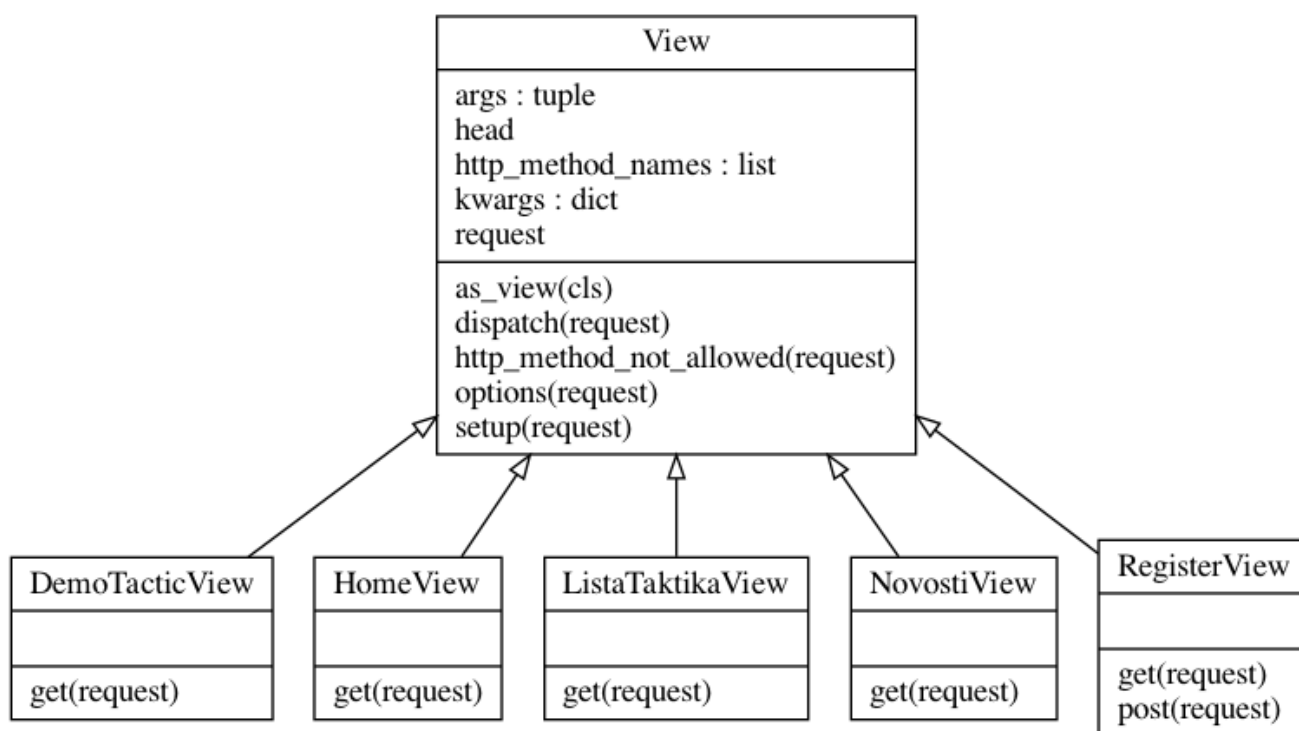 View
args : tuple
head
http_method_names : list
kwargs : dict
request
as_view(cls)
dispatch(request)
http_method_not_allowed(request)
options(request)
setup(request)
DemoTacticView
get(request)
HomeView
get(request)
ListaTaktikaView
get(request)
NovostiView
get(request)
RegisterView
get(request)
post(request)